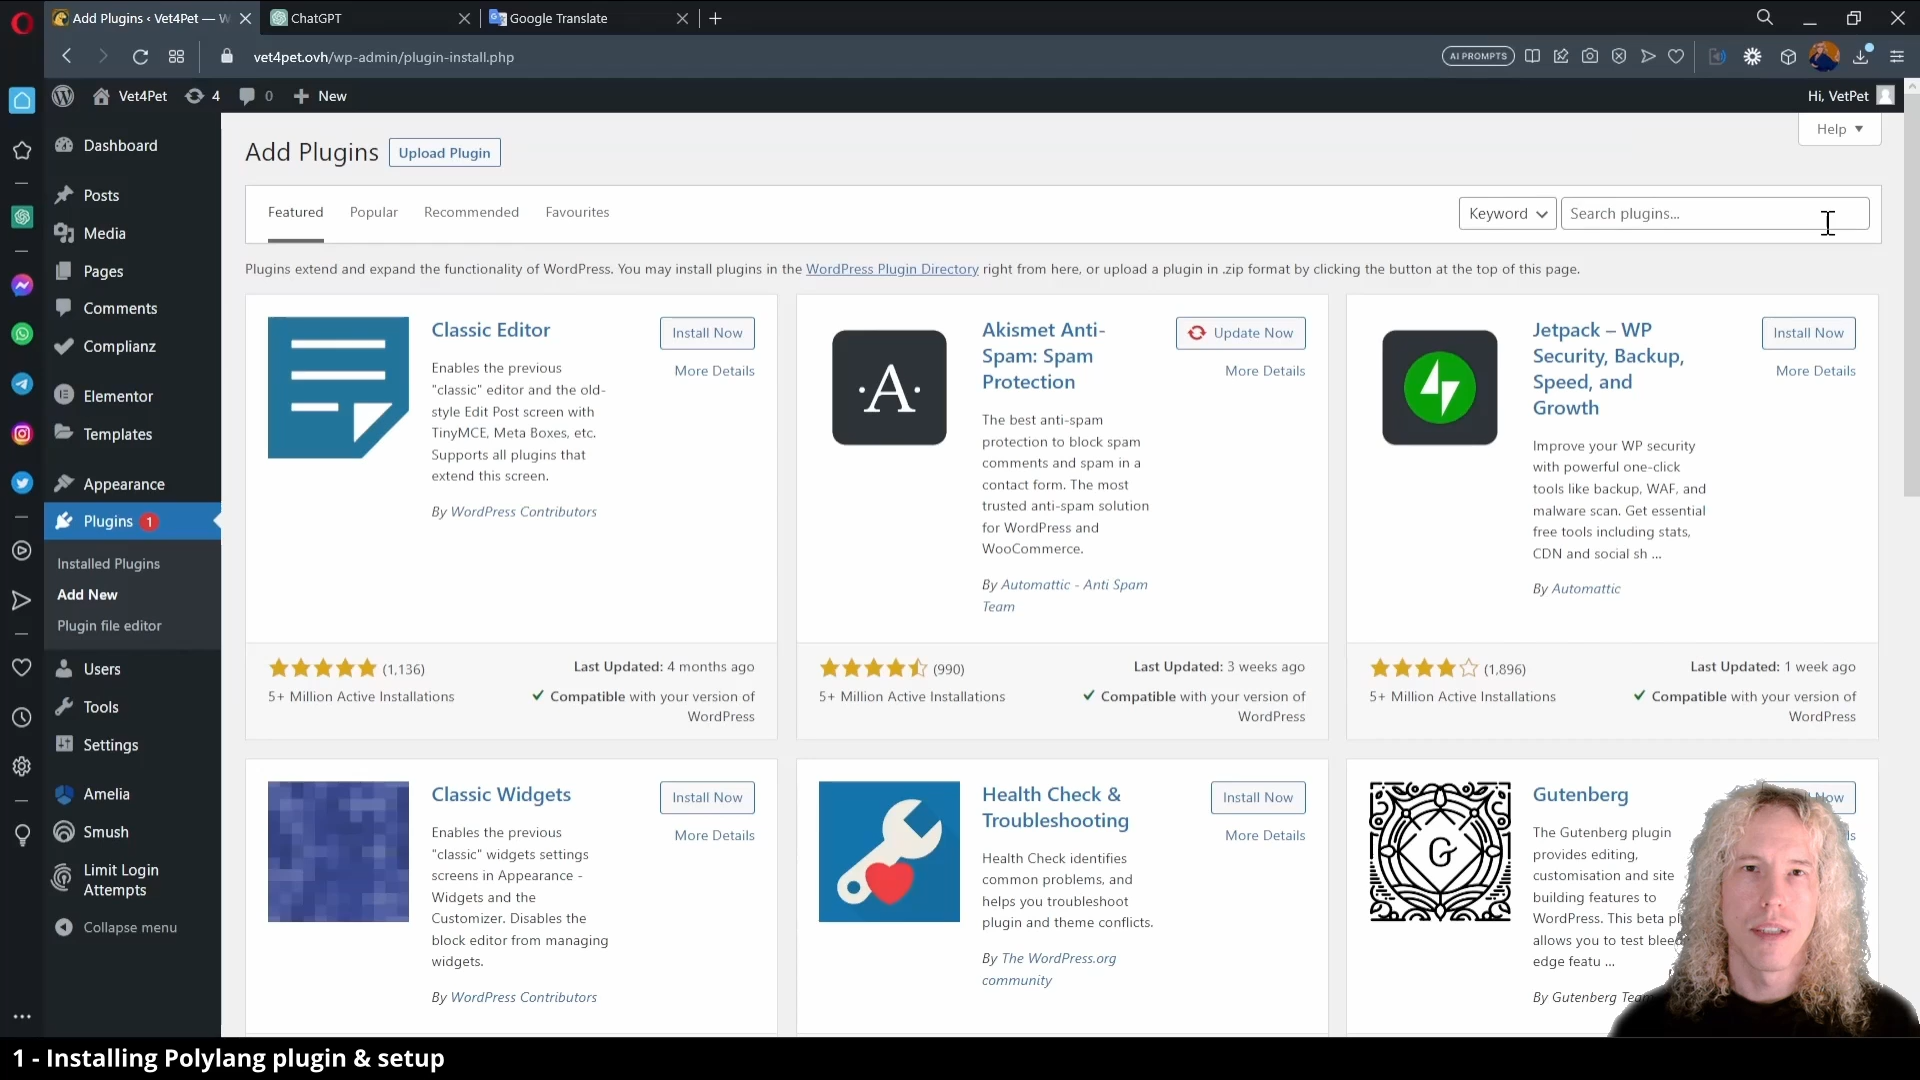 Add Plugins ‹ Vet4Pet — W
ChatGPT
Google Translate
vet4pet.ovh/wp-admin/plugin-install.php
AI PROMPTS
Vet4Pet
4
0
New
Hi, VetPet
Dashboard
Posts
Media
Pages
Comments
Complianz
Elementor
Templates
Appearance
Plugins 1
Installed Plugins
Add New
Plugin file editor
Users
Tools
Settings
Amelia
Smush
Limit Login
Attempts
Collapse menu
Help
Add Plugins
Upload Plugin
Featured
Popular
Recommended
Favourites
Keyword
Search plugins...
Plugins extend and expand the functionality of WordPress. You may install plugins in the WordPress Plugin Directory right from here, or upload a plugin in .zip format by clicking the button at the top of this page.
Classic Editor
Install Now
More Details
Enables the previous
"classic" editor and the old-
style Edit Post screen with
TinyMCE, Meta Boxes, etc.
Supports all plugins that
extend this screen.
By WordPress Contributors
(1,136)
Last Updated: 4 months ago
5+ Million Active Installations
Compatible with your version of
WordPress
Akismet Anti-
Spam: Spam
Protection
Update Now
More Details
The best anti-spam
protection to block spam
comments and spam in a
contact form. The most
trusted anti-spam solution
for WordPress and
WooCommerce.
By Automattic - Anti Spam
Team
(990)
Last Updated: 3 weeks ago
5+ Million Active Installations
Compatible with your version of
WordPress
Jetpack – WP
Security, Backup,
Speed, and
Growth
Install Now
More Details
Improve your WP security
with powerful one-click
tools like backup, WAF, and
malware scan. Get essential
free tools including stats,
CDN and social sh ...
By Automattic
(1,896)
Last Updated: 1 week ago
5+ Million Active Installations
Compatible with your version of
WordPress
Classic Widgets
Install Now
More Details
Enables the previous
"classic" widgets settings
screens in Appearance -
Widgets and the
Customizer. Disables the
block editor from managing
widgets.
By WordPress Contributors
Health Check &
Troubleshooting
Install Now
More Details
Health Check identifies
common problems, and
helps you troubleshoot
plugin and theme conflicts.
By The WordPress.org
community
Gutenberg
Now
The Gutenberg plugin
provides editing,
customisation and site
building features to
WordPress. This beta
allows you to test
edge featu ...
By Gutenberg
1 - Installing Polylang plugin & setup